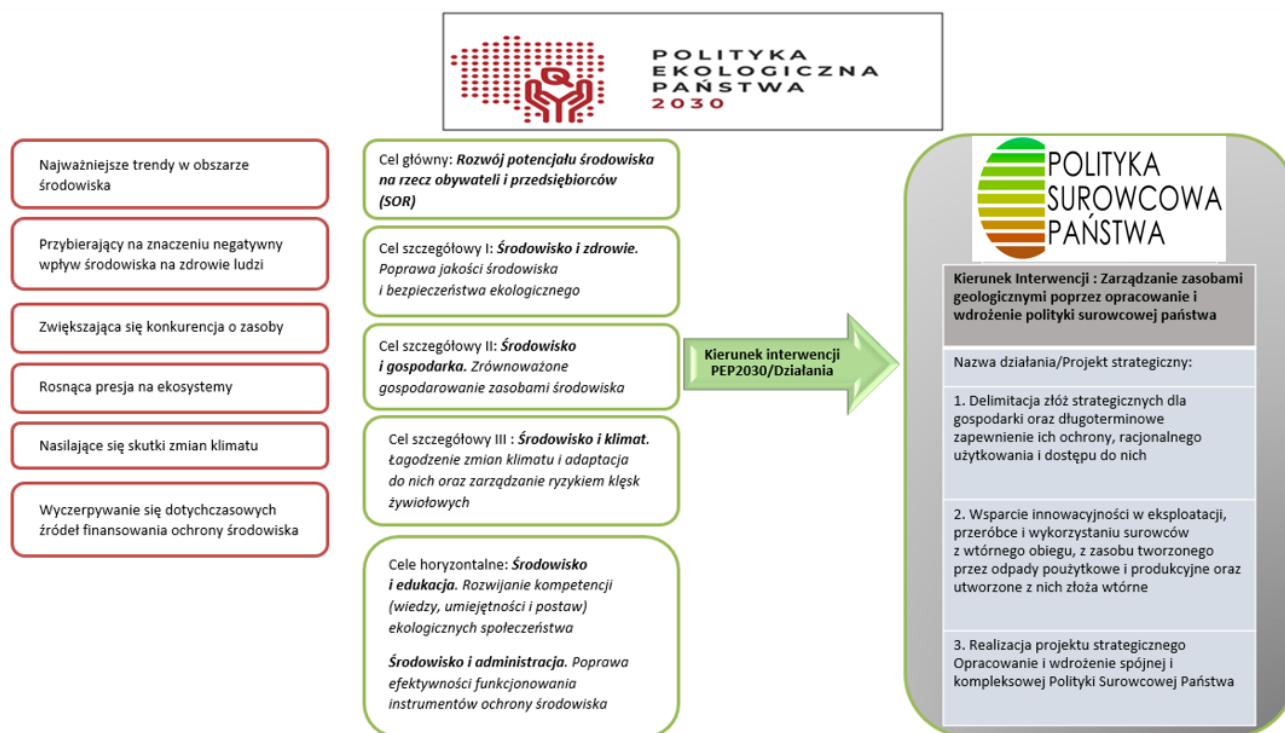 POLITYKA
EKOLOGICZNA
PAŃSTWA
2030
Najważniejsze trendy w obszarze
środowiska
Przybierający na znaczeniu negatywny
wpływ środowiska na zdrowie ludzi
Zwiększająca się konkurencja o zasoby
Rosnąca presja na ekosystemy
Nasilające się skutki zmian klimatu
Wyczerpywanie się dotychczasowych
źródeł finansowania ochrony środowiska
Cel główny: Rozwój potencjału środowiska
na rzecz obywateli i przedsiębiorców
(SOR)
Cel szczegółowy I: Środowisko i zdrowie.
Poprawa jakości środowiska
i bezpieczeństwa ekologicznego
Cel szczegółowy II: Środowisko
i gospodarka. Zrównoważone
gospodarowanie zasobami środowiska
Cel szczegółowy III : Środowisko i klimat.
Łagodzenie zmian klimatu i adaptacja
do nich oraz zarządzanie ryzykiem klęsk
żywiołowych
Cele horyzontalne: Środowisko
i edukacja. Rozwijanie kompetencji
(wiedzy, umiejętności i postaw)
ekologicznych społeczeństwa
Środowisko i administracja. Poprawa
efektywności funkcjonowania
instrumentów ochrony środowiska
Kierunek interwencji
PEP2030/Działania
POLITYKA
SUROWCOWA
PAŃSTWA
Kierunek Interwencji : Zarządzanie zasobami
geologicznymi poprzez opracowanie i
wdrożenie polityki surowcowej państwa
Nazwa działania/Projekt strategiczny:
1. Delimitacja złóż strategicznych dla
gospodarki oraz długoterminowe
zapewnienie ich ochrony, racjonalnego
użytkowania i dostępu do nich
2. Wsparcie innowacyjności w eksploatacji,
przeróbce i wykorzystaniu surowców
z wtórnego obiegu, z zasobu tworzonego
przez odpady poużytkowe i produkcyjne oraz
utworzone z nich złoża wtórne
3. Realizacja projektu strategicznego
Opracowanie i wdrożenie spójnej i
kompleksowej Polityki Surowcowej Państwa